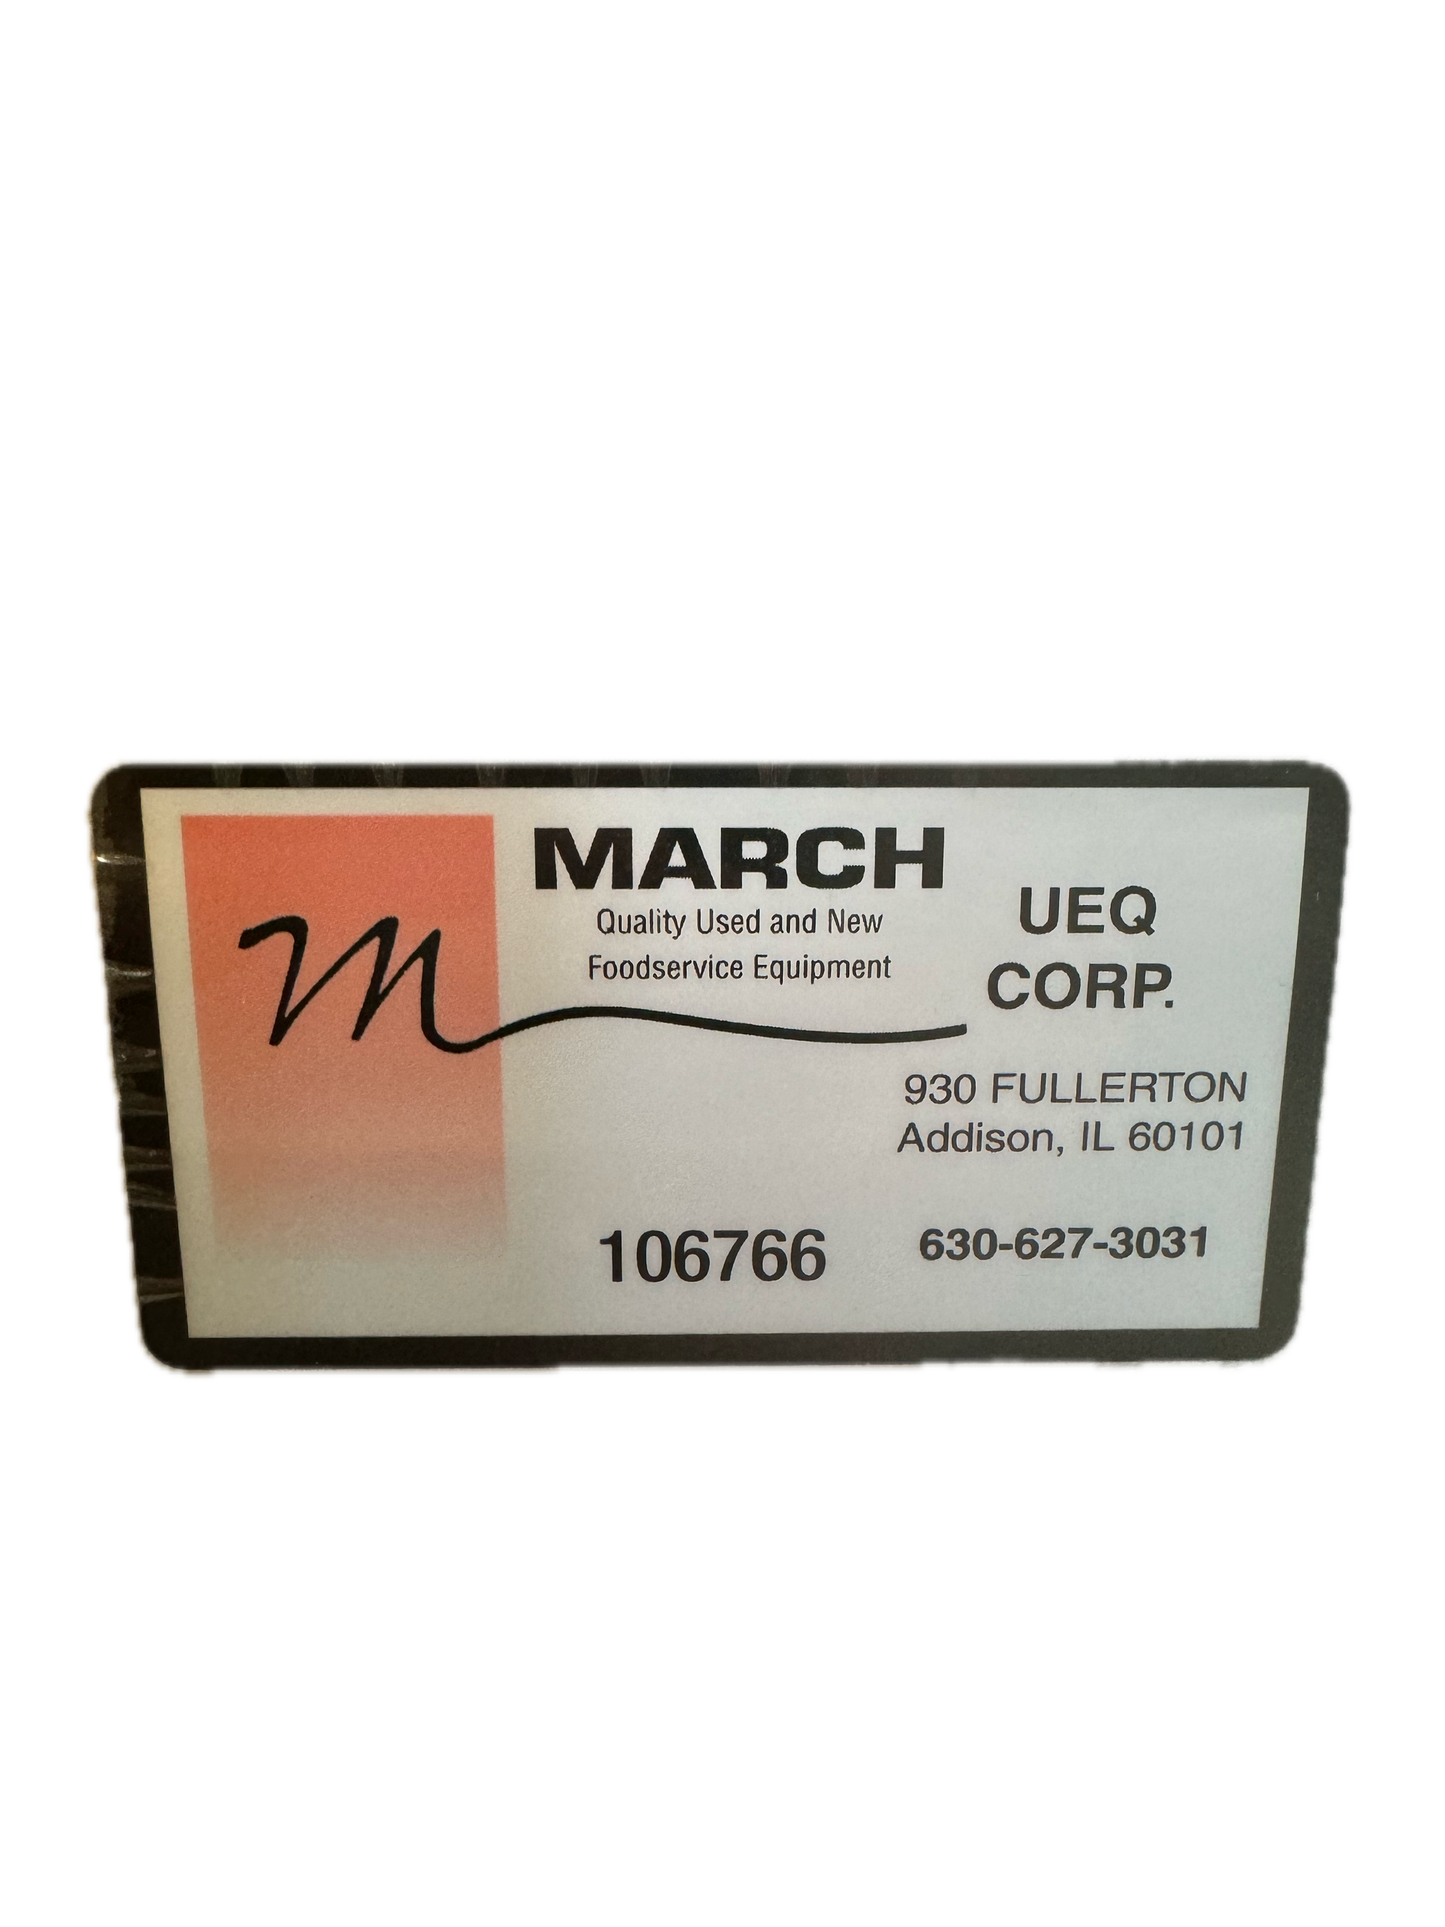 m
MARCH
Quality Used and New
Foodservice Equipment
UEQ
CORP.
930 FULLERTON
Addison, IL 60101
106766
630-627-3031